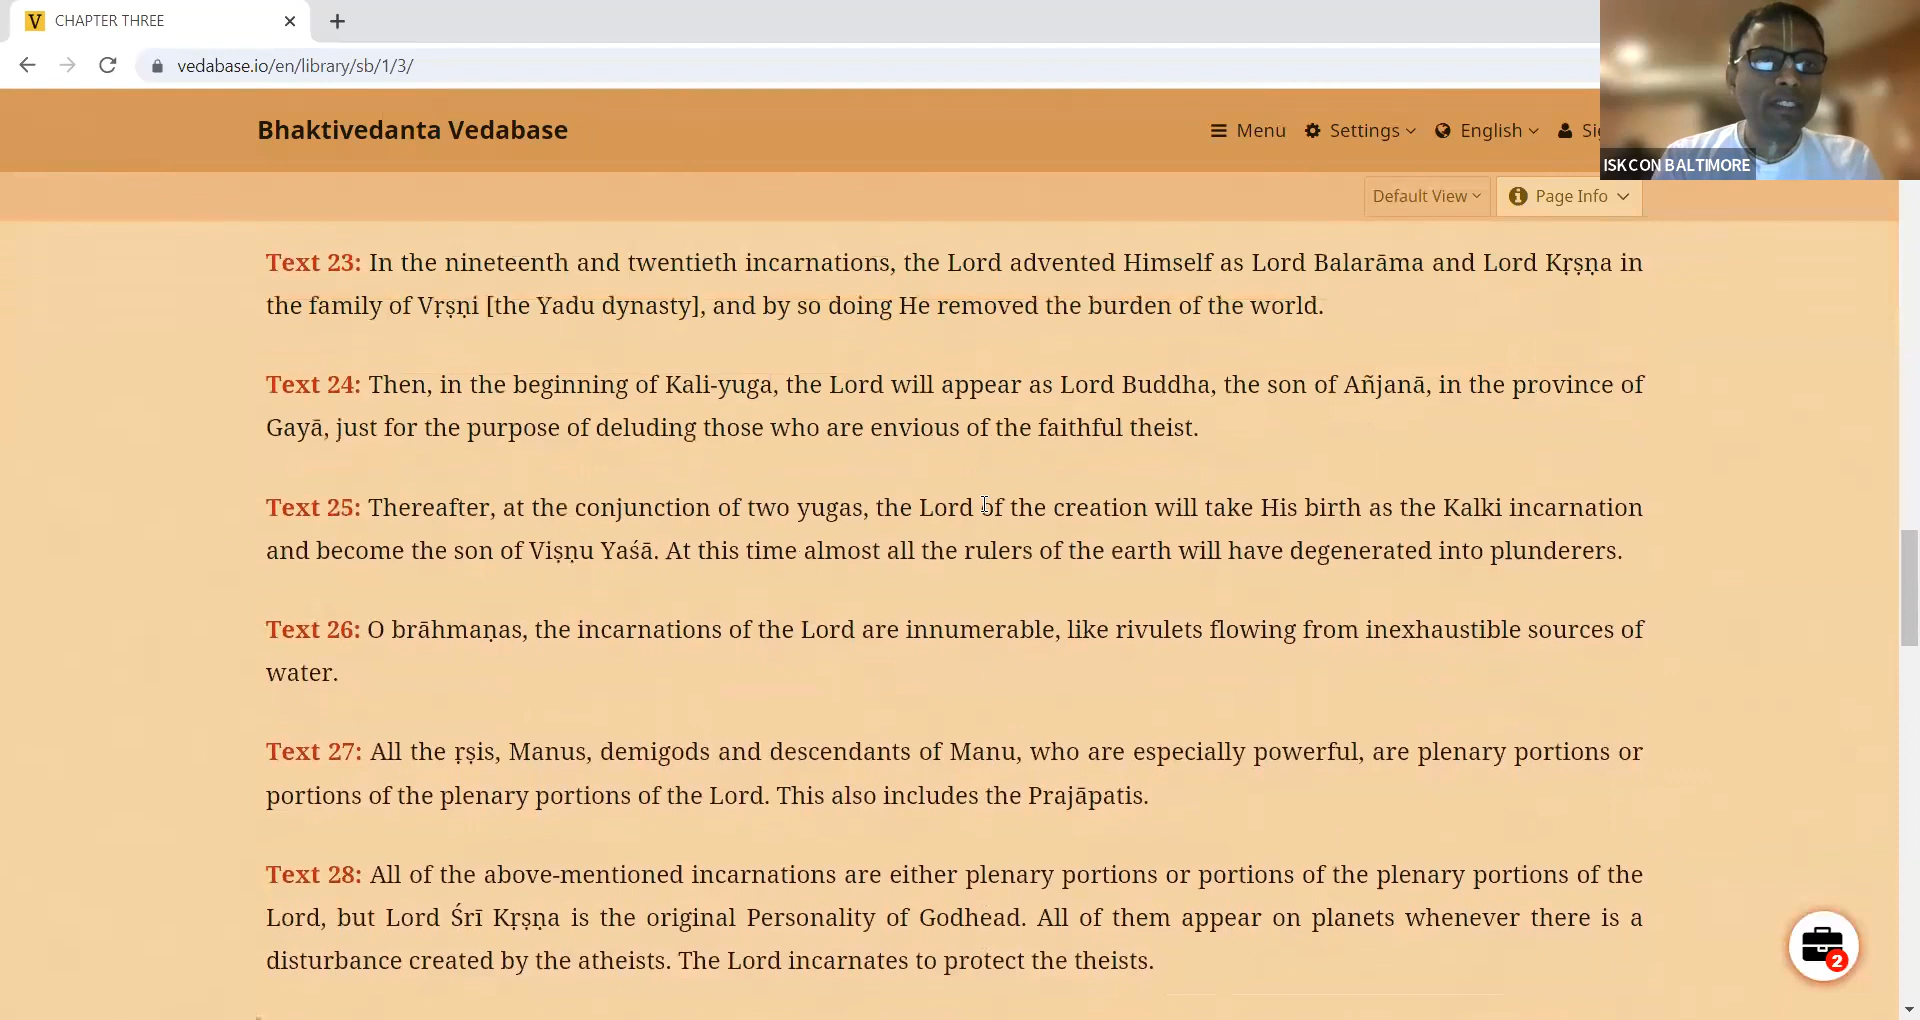 CHAPTER THREE
vedabase.io/en/library/sb/1/3/
ISKCON BALTIMORE
Bhaktivedanta Vedabase
Menu Settings English
Default View Page Info
Text 23: In the nineteenth and twentieth incarnations, the Lord advented Himself as Lord Balarāma and Lord Kṛṣṇa in
the family of Vṛṣṇi [the Yadu dynasty], and by so doing He removed the burden of the world.
Text 24: Then, in the beginning of Kali-yuga, the Lord will appear as Lord Buddha, the son of Añjanā, in the province of
Gayā, just for the purpose of deluding those who are envious of the faithful theist.
Text 25: Thereafter, at the conjunction of two yugas, the Lord of the creation will take His birth as the Kalki incarnation
and become the son of Viṣṇu Yaśā. At this time almost all the rulers of the earth will have degenerated into plunderers.
Text 26: O brāhmaṇas, the incarnations of the Lord are innumerable, like rivulets flowing from inexhaustible sources of
water.
Text 27: All the ṛṣis, Manus, demigods and descendants of Manu, who are especially powerful, are plenary portions or
portions of the plenary portions of the Lord. This also includes the Prajāpatis.
Text 28: All of the above-mentioned incarnations are either plenary portions or portions of the plenary portions of the
Lord, but Lord Śrī Kṛṣṇa is the original Personality of Godhead. All of them appear on planets whenever there is a
disturbance created by the atheists. The Lord incarnates to protect the theists.
2